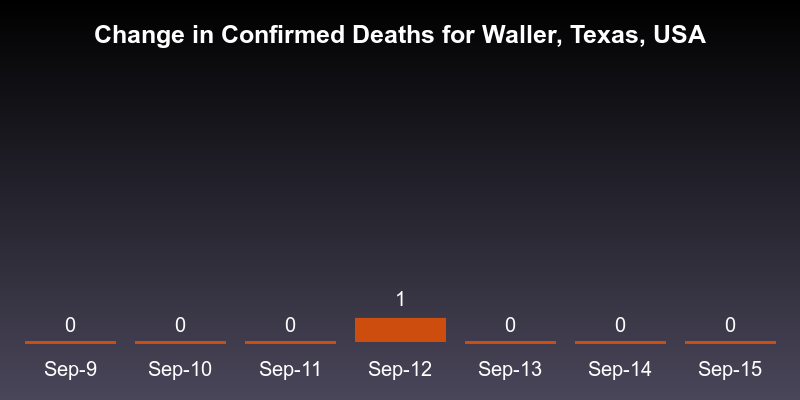 Change in Confirmed Deaths for Waller, Texas, USA
0 0 0 1 0 0 0
Sep-9 Sep-10 Sep-11 Sep-12 Sep-13 Sep-14 Sep-15